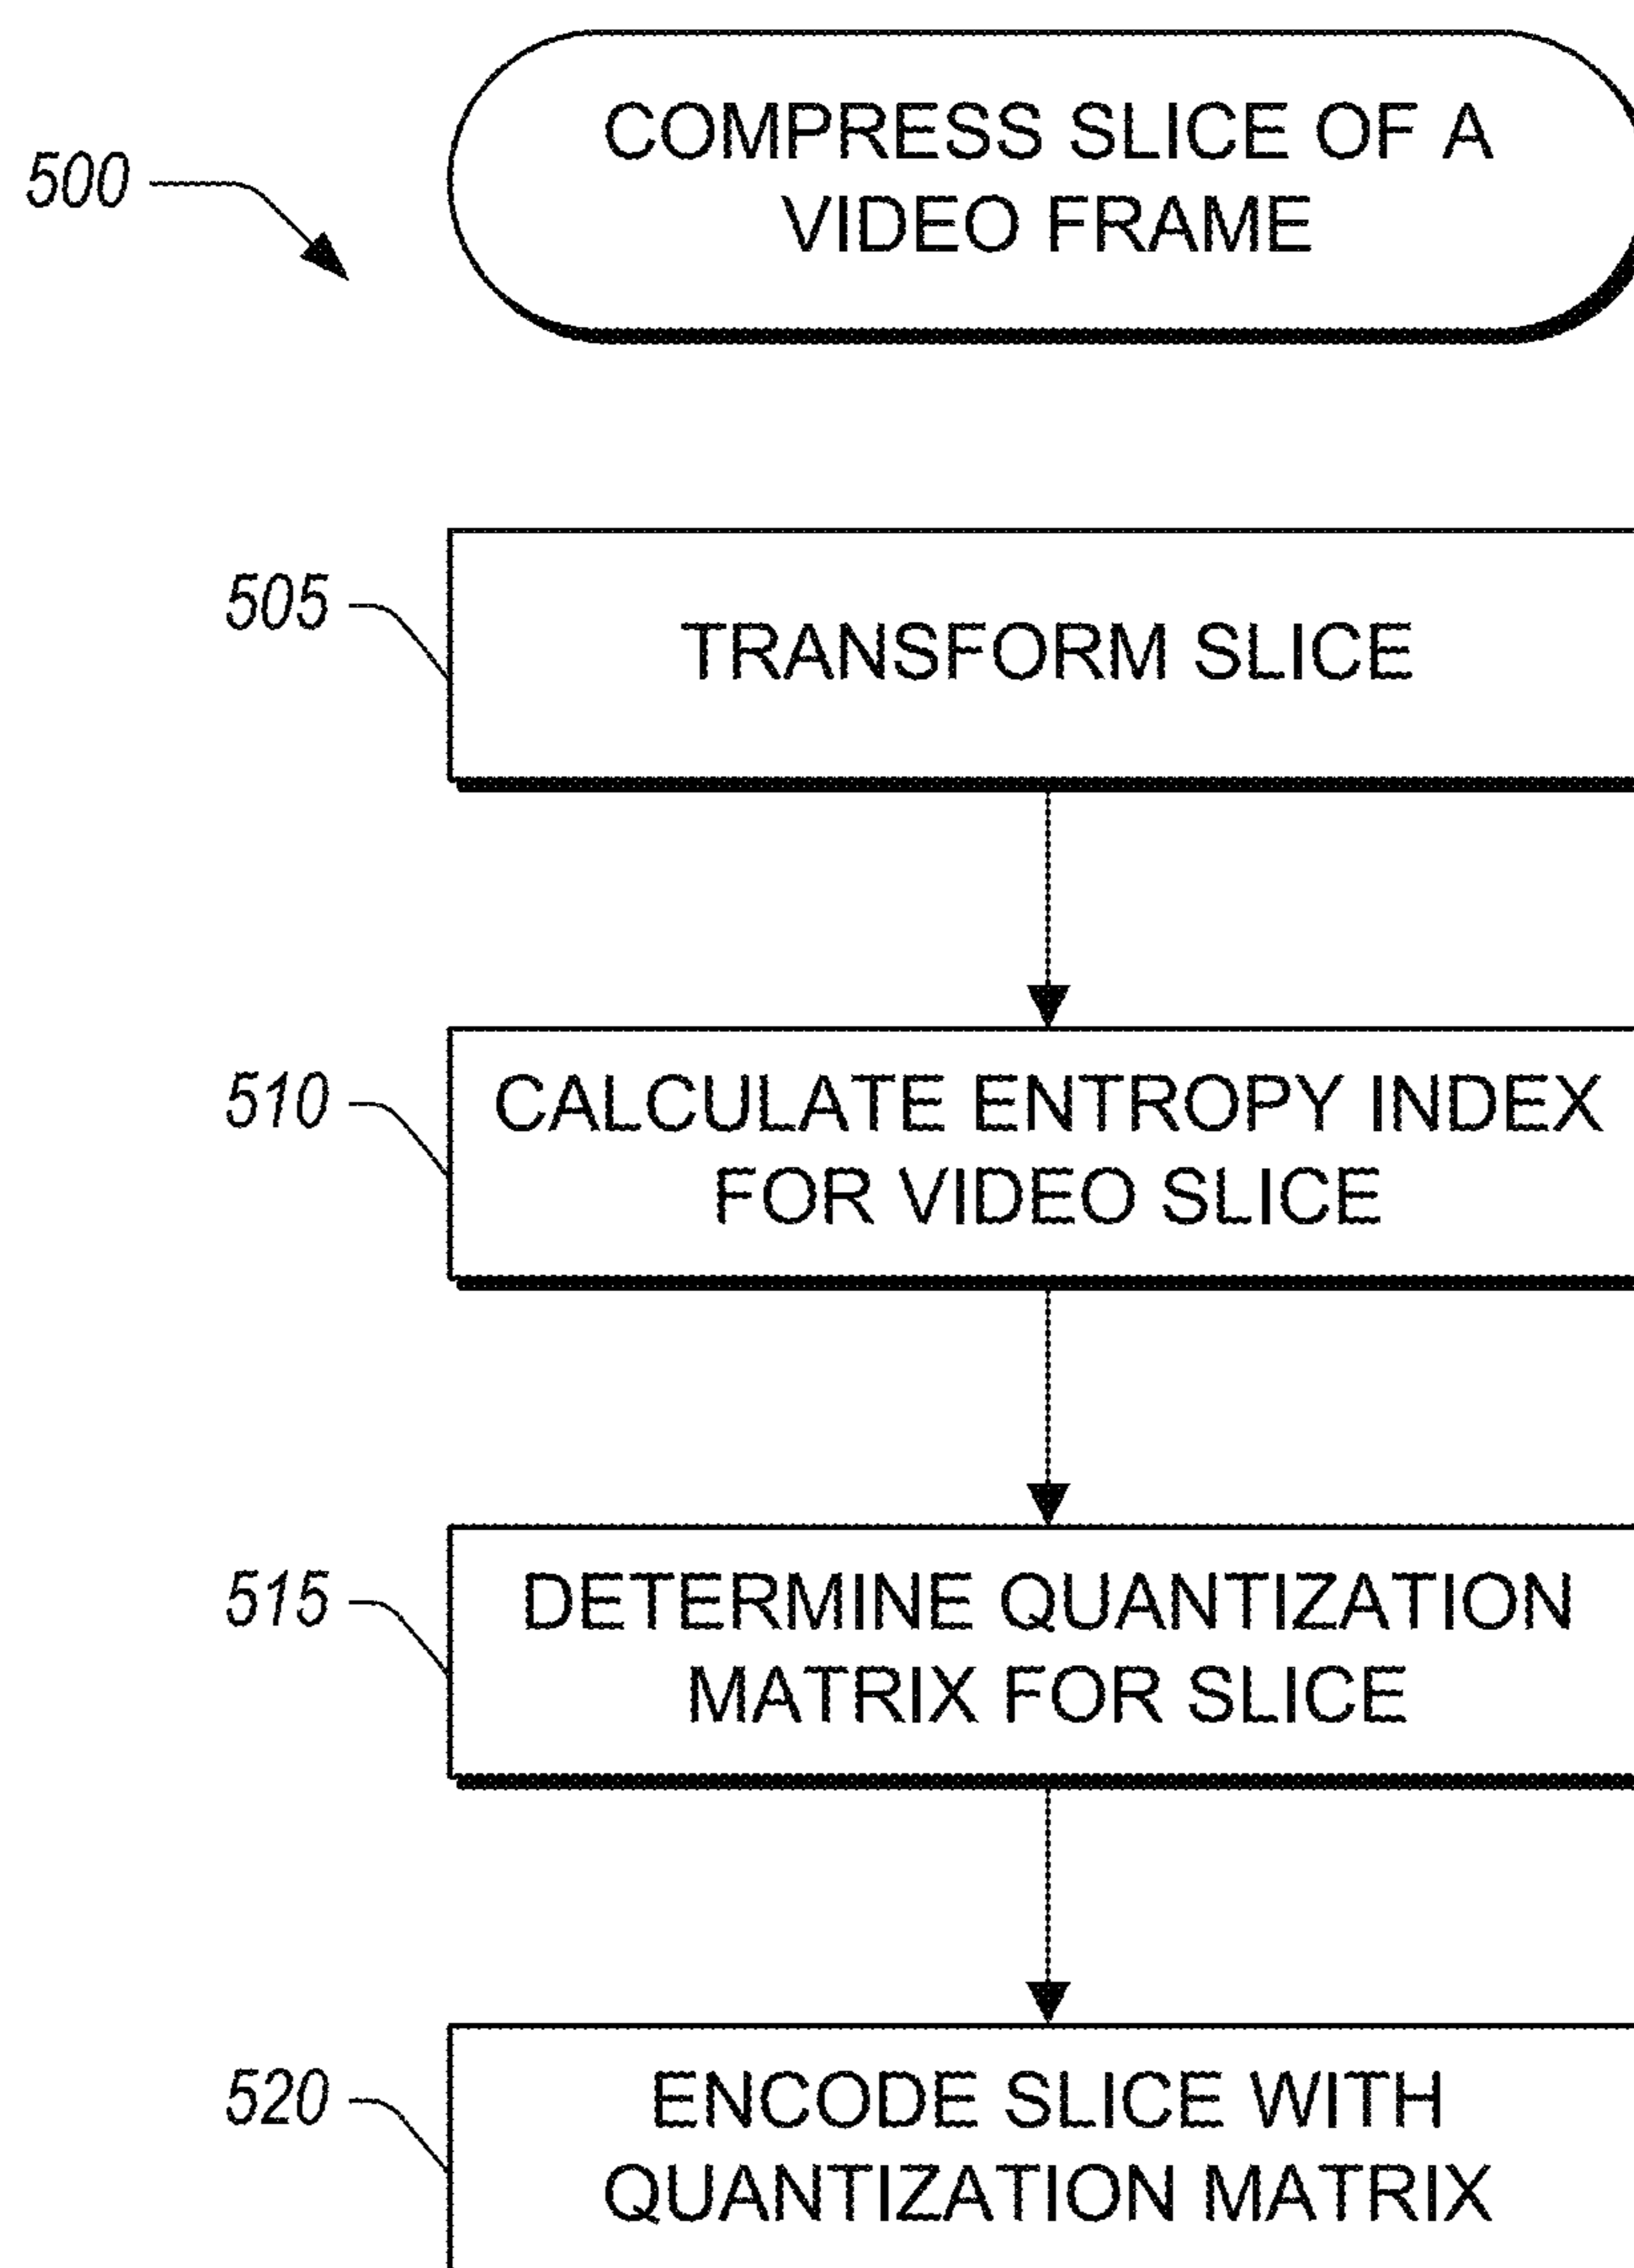 500
COMPRESS SLICE OF A
VIDEO FRAME
505
TRANSFORM SLICE
510
CALCULATE ENTROPY INDEX
FOR VIDEO SLICE
515
DETERMINE QUANTIZATION
MATRIX FOR SLICE
520
ENCODE SLICE WITH
QUANTIZATION MATRIX